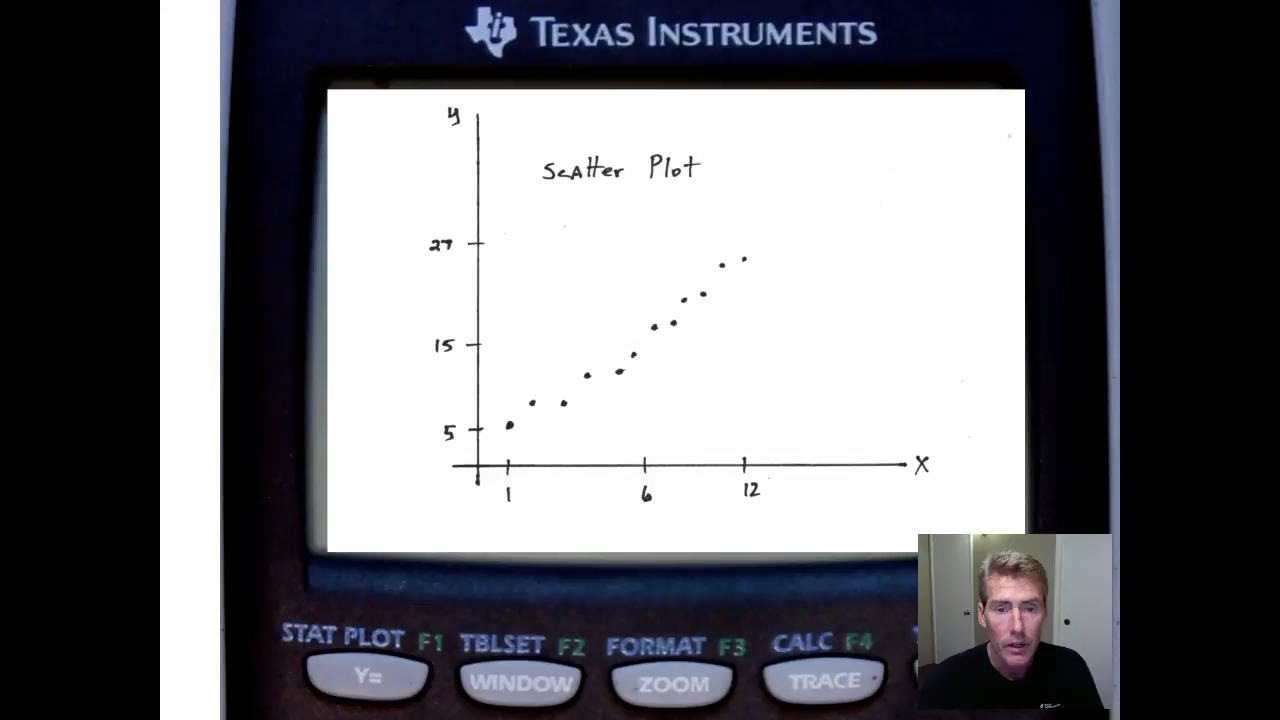 TEXAS INSTRUMENTS
y
Scatter Plot
27
15
5
X
1 6 12
STAT PLOT F1 TBLSET F2 FORMAT F3 CALC F4
Y= WINDOW ZOOM TRACE